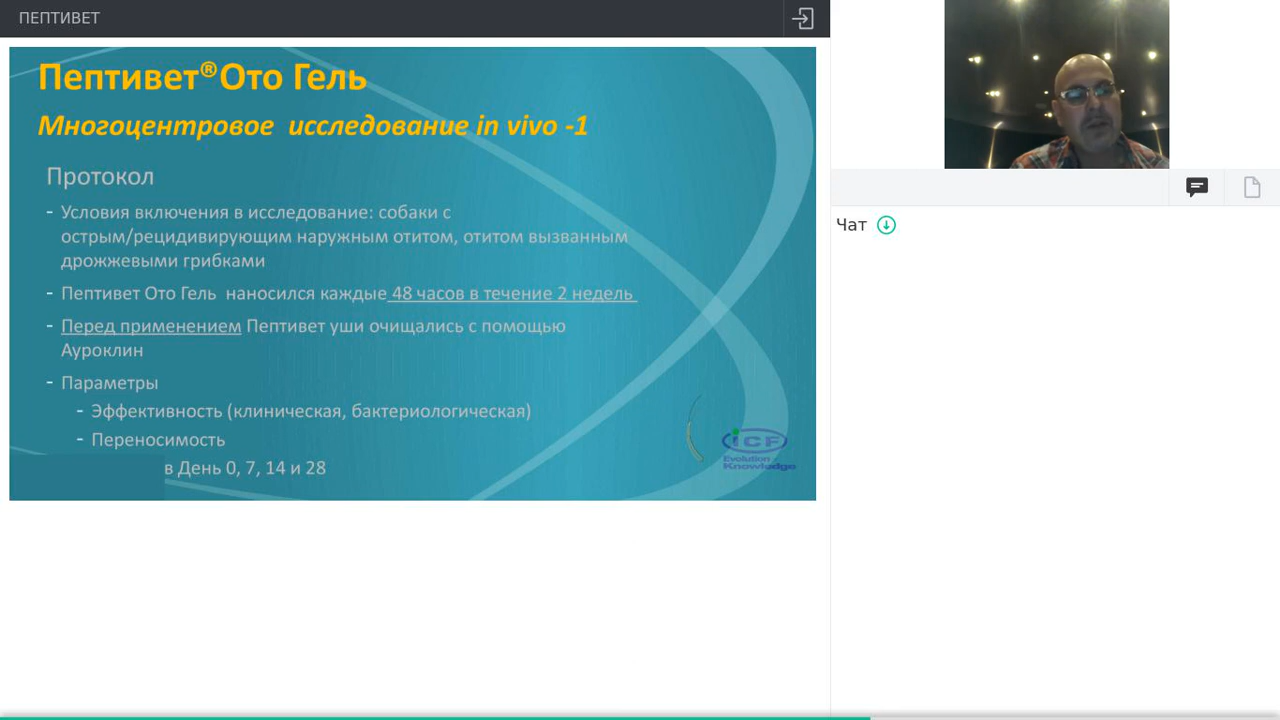 ПЕПТИВЕТ
Пептивет®Ото Гель
Многоцентровое исследование in vivo -1
Протокол
- Условия включения в исследование: собаки с
острым/рецидивирующим наружным отитом, отитом вызванным
дрожжевыми грибками
- Пептивет Ото Гель наносился каждые 48 часов в течение 2 недель
- Перед применением Пептивет уши очищались с помощью
Ауроклин
- Параметры
- Эффективность (клиническая, бактериологическая)
- Переносимость
в День 0, 7, 14 и 28
iCF
Evolution
Knowledge
Чат